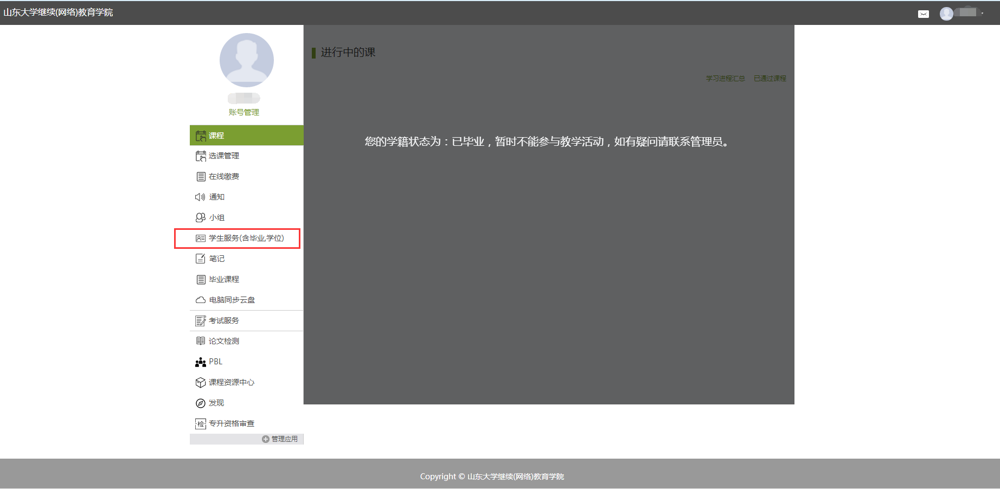 山东大学继续(网络)教育学院
账号管理
课程
选课管理
在线缴费
通知
小组
学生服务(含毕业,学位)
笔记
毕业课程
电脑同步云盘
考试服务
论文检测
PBL
课程资源中心
发现
检
专升资格审查
管理应用
进行中的课
学习进程汇总 已通过课程
您的学籍状态为：已毕业，暂时不能参与教学活动，如有疑问请联系管理员。
Copyright © 山东大学继续(网络)教育学院